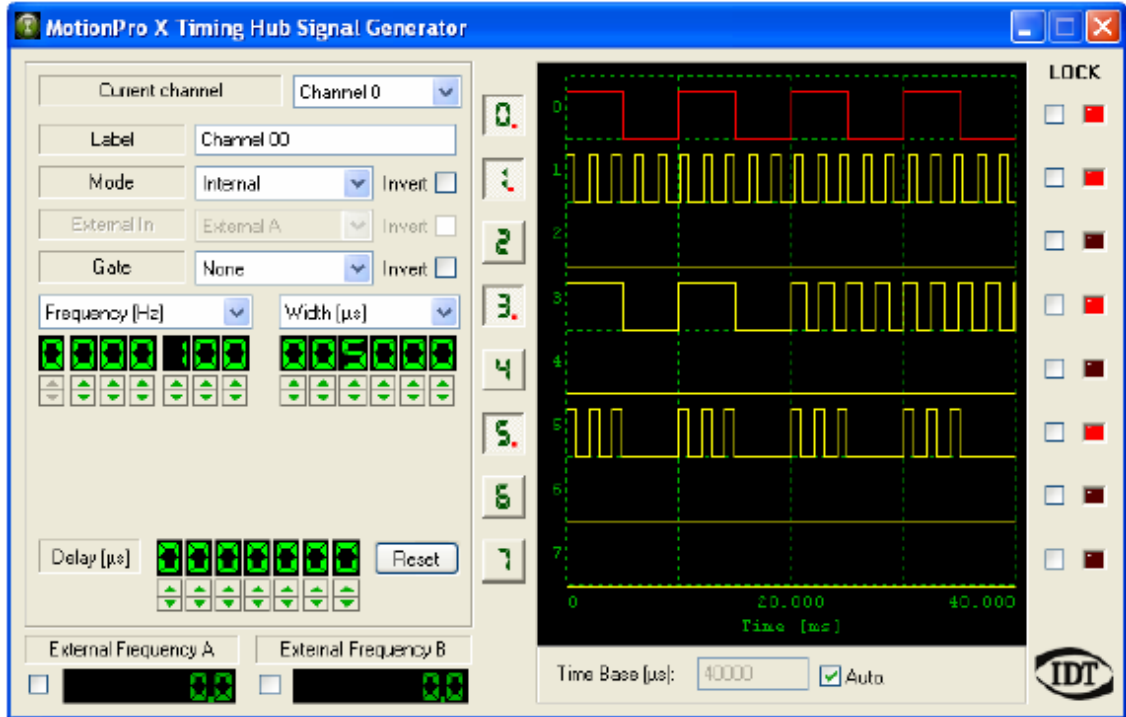 MotionPro X Timing Hub Signal Generator
LOCK
Current channel Channel 0
Label Channel 00
Mode Internal Invert
External In External A Invert
Gate None Invert
Frequency [Hz] Width [µs]
0000100 005000
Delay [µs] 0000000 Reset
External Frequency A External Frequency B
0,0 0,0
0.
1.
2
3.
4
5.
6
7
0
1
2
3
4
5
6
7
0 20.000 40.000
Time [ms]
Time Base [µs]: 40000 Auto
IDT